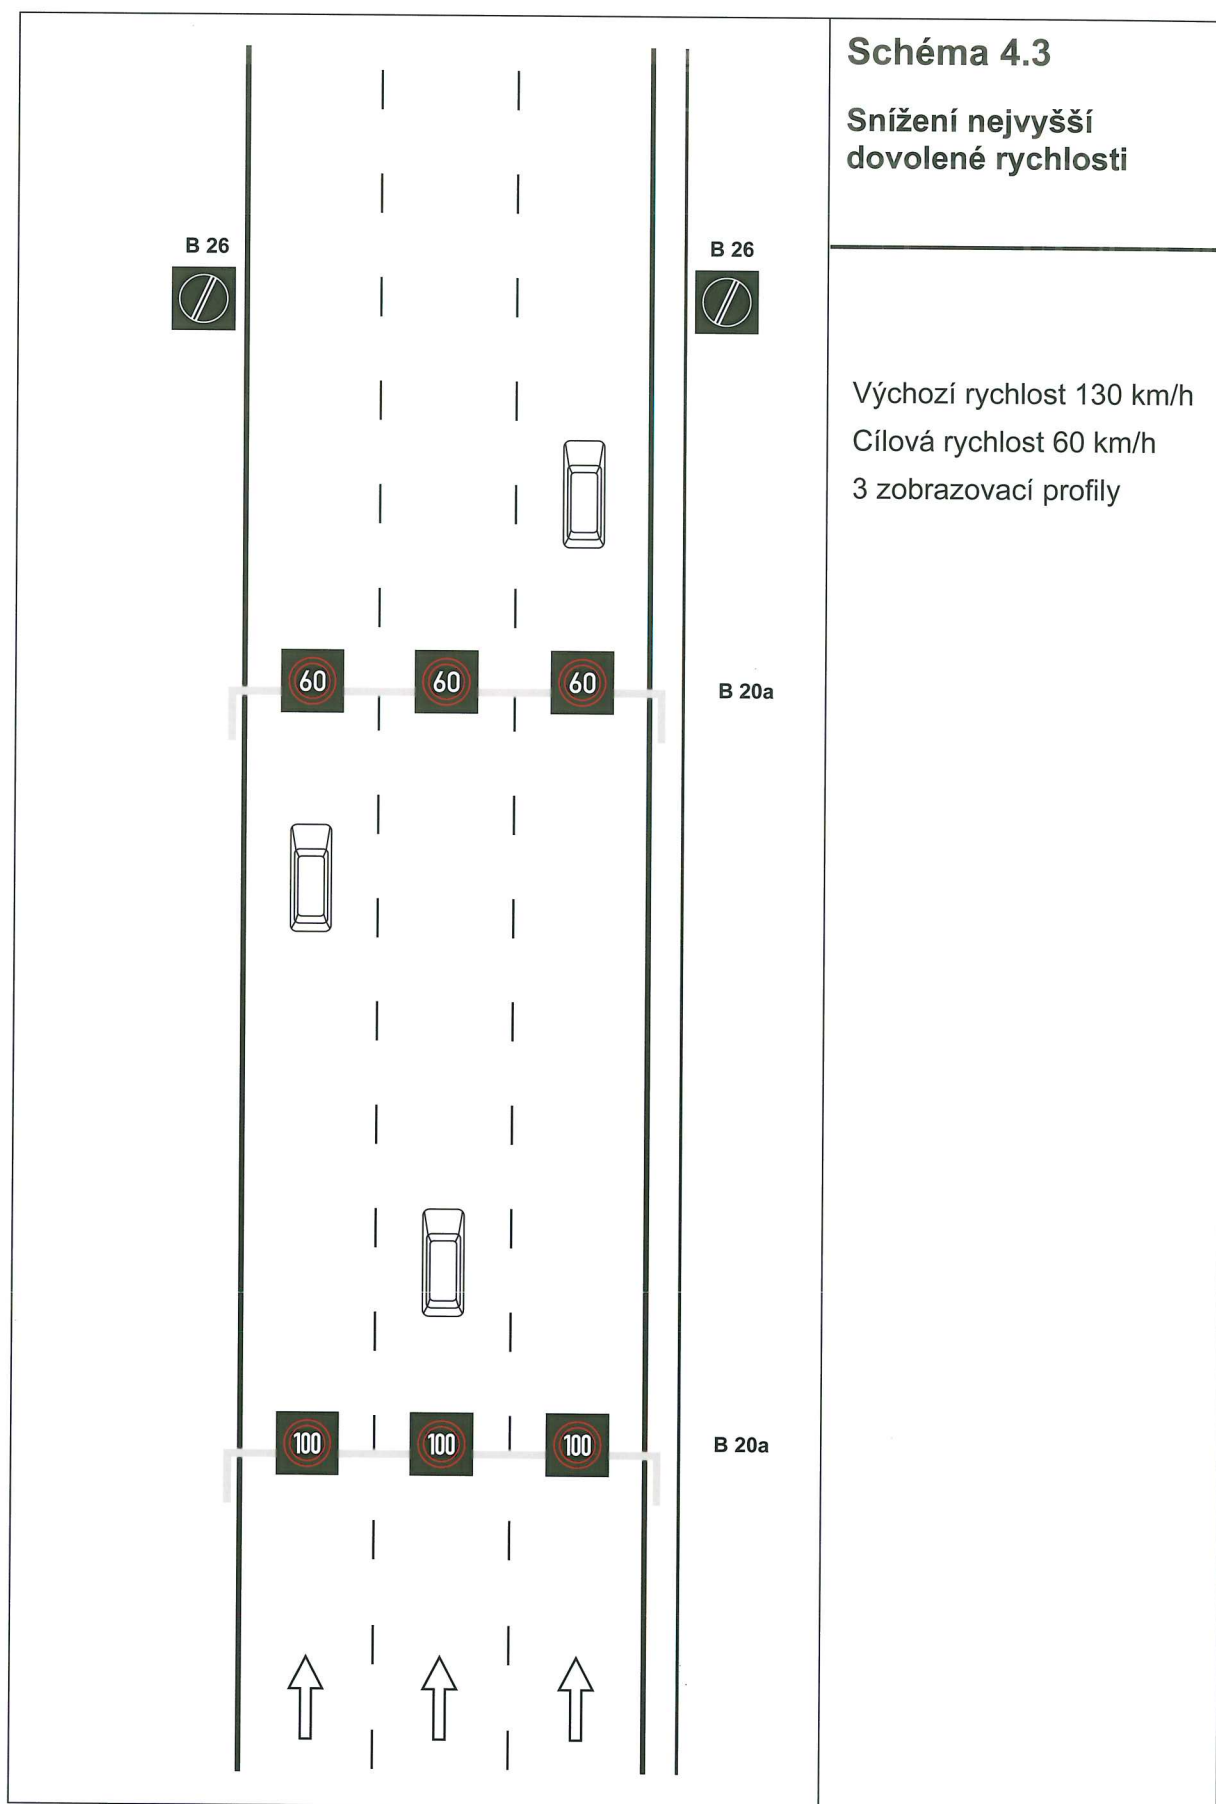 Schéma 4.3
Snížení nejvyšší
dovolené rychlosti
B 26
B 26
Výchozí rychlost 130 km/h
Cílová rychlost 60 km/h
3 zobrazovací profily
60
60
60
B 20a
100
100
100
B 20a